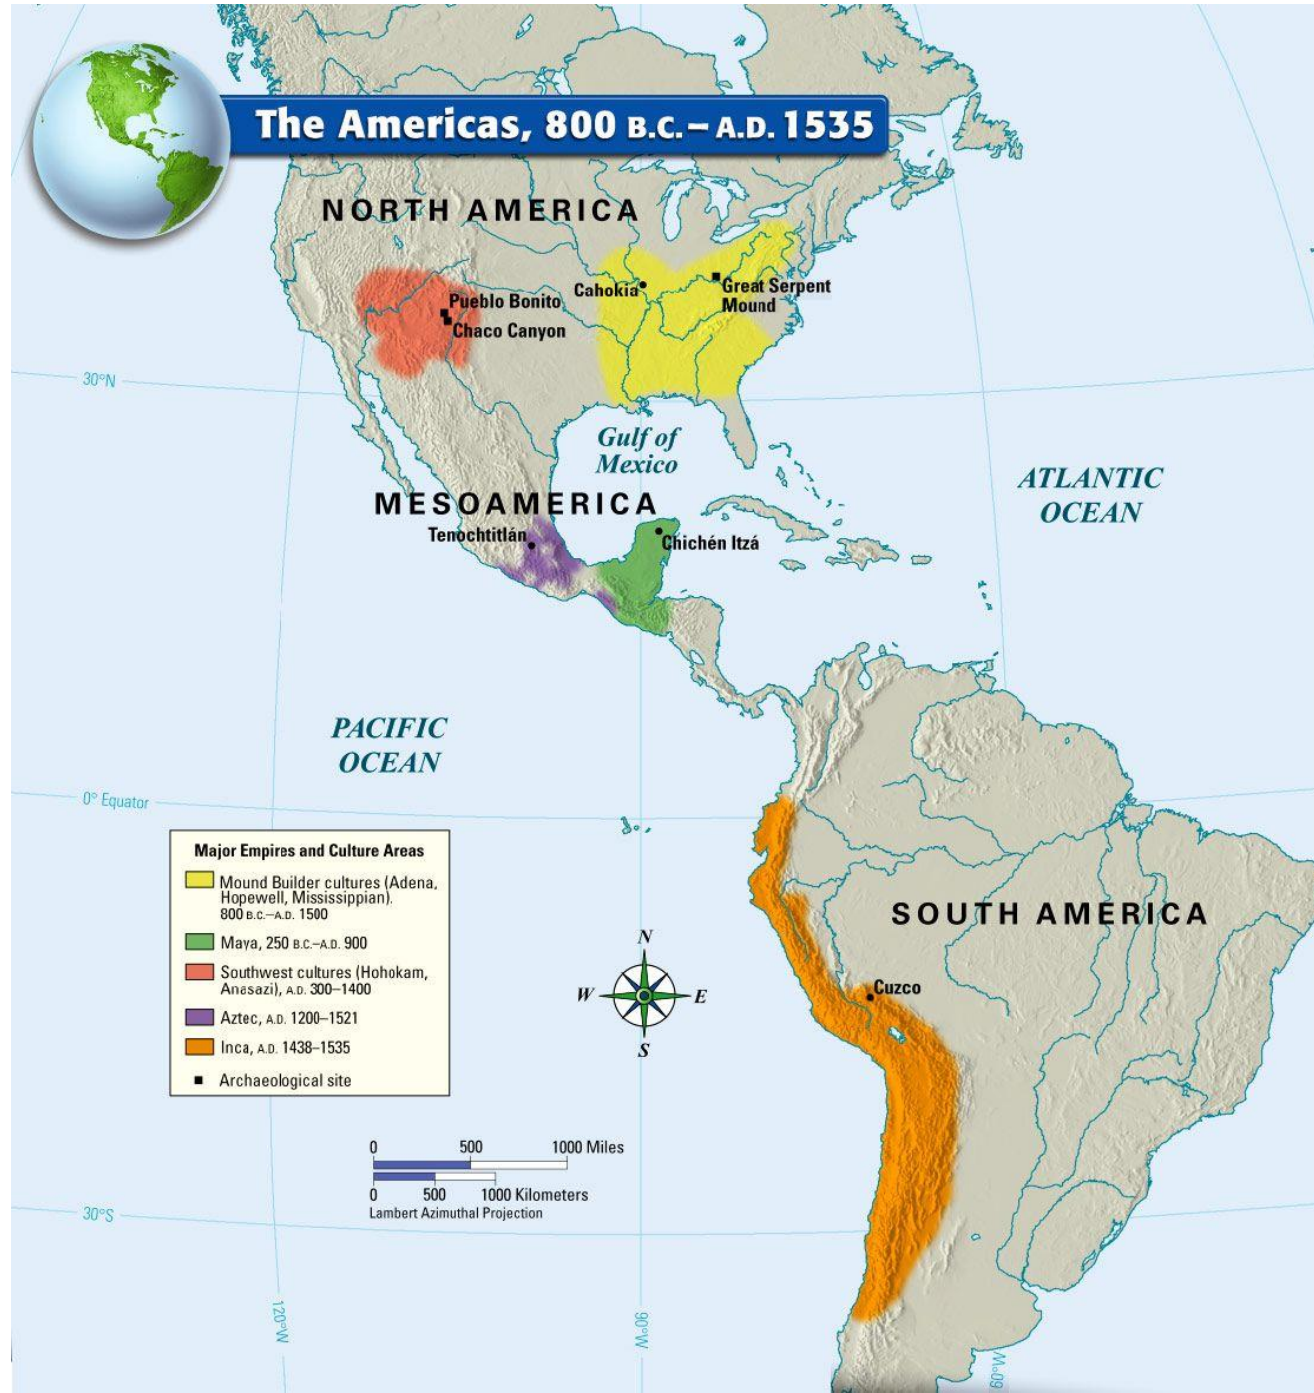 The Americas, 800 B.C.–A.D. 1535
NORTH AMERICA
Cahokia
Great Serpent
Mound
Pueblo Bonito
Chaco Canyon
30°N
Gulf of
Mexico
ATLANTIC
OCEAN
MESOAMERICA
Tenochtitlán
Chichén Itzá
PACIFIC
OCEAN
0° Equator
Major Empires and Culture Areas
Mound Builder cultures (Adena,
Hopewell, Mississippian).
800 B.C.–A.D. 1500
Maya, 250 B.C.–A.D. 900
Southwest cultures (Hohokam,
Anasazi), A.D. 300–1400
Aztec, A.D. 1200–1521
Inca, A.D. 1438–1535
Archaeological site
SOUTH AMERICA
N
W
E
S
Cuzco
0 500 1000 Miles
0 500 1000 Kilometers
Lambert Azimuthal Projection
30°S
120°W
90°W
60°W